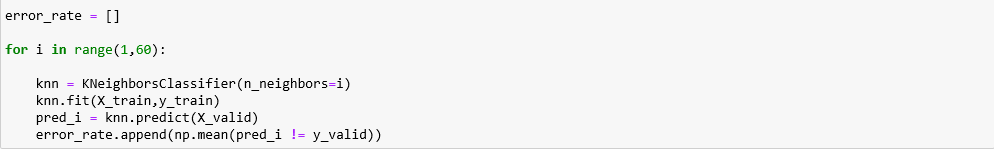 error_rate = []
for i in range(1,60):
knn = KNeighborsClassifier(n_neighbors=i)
knn.fit(X_train,y_train)
pred_i = knn.predict(X_valid)
error_rate.append(np.mean(pred_i != y_valid))